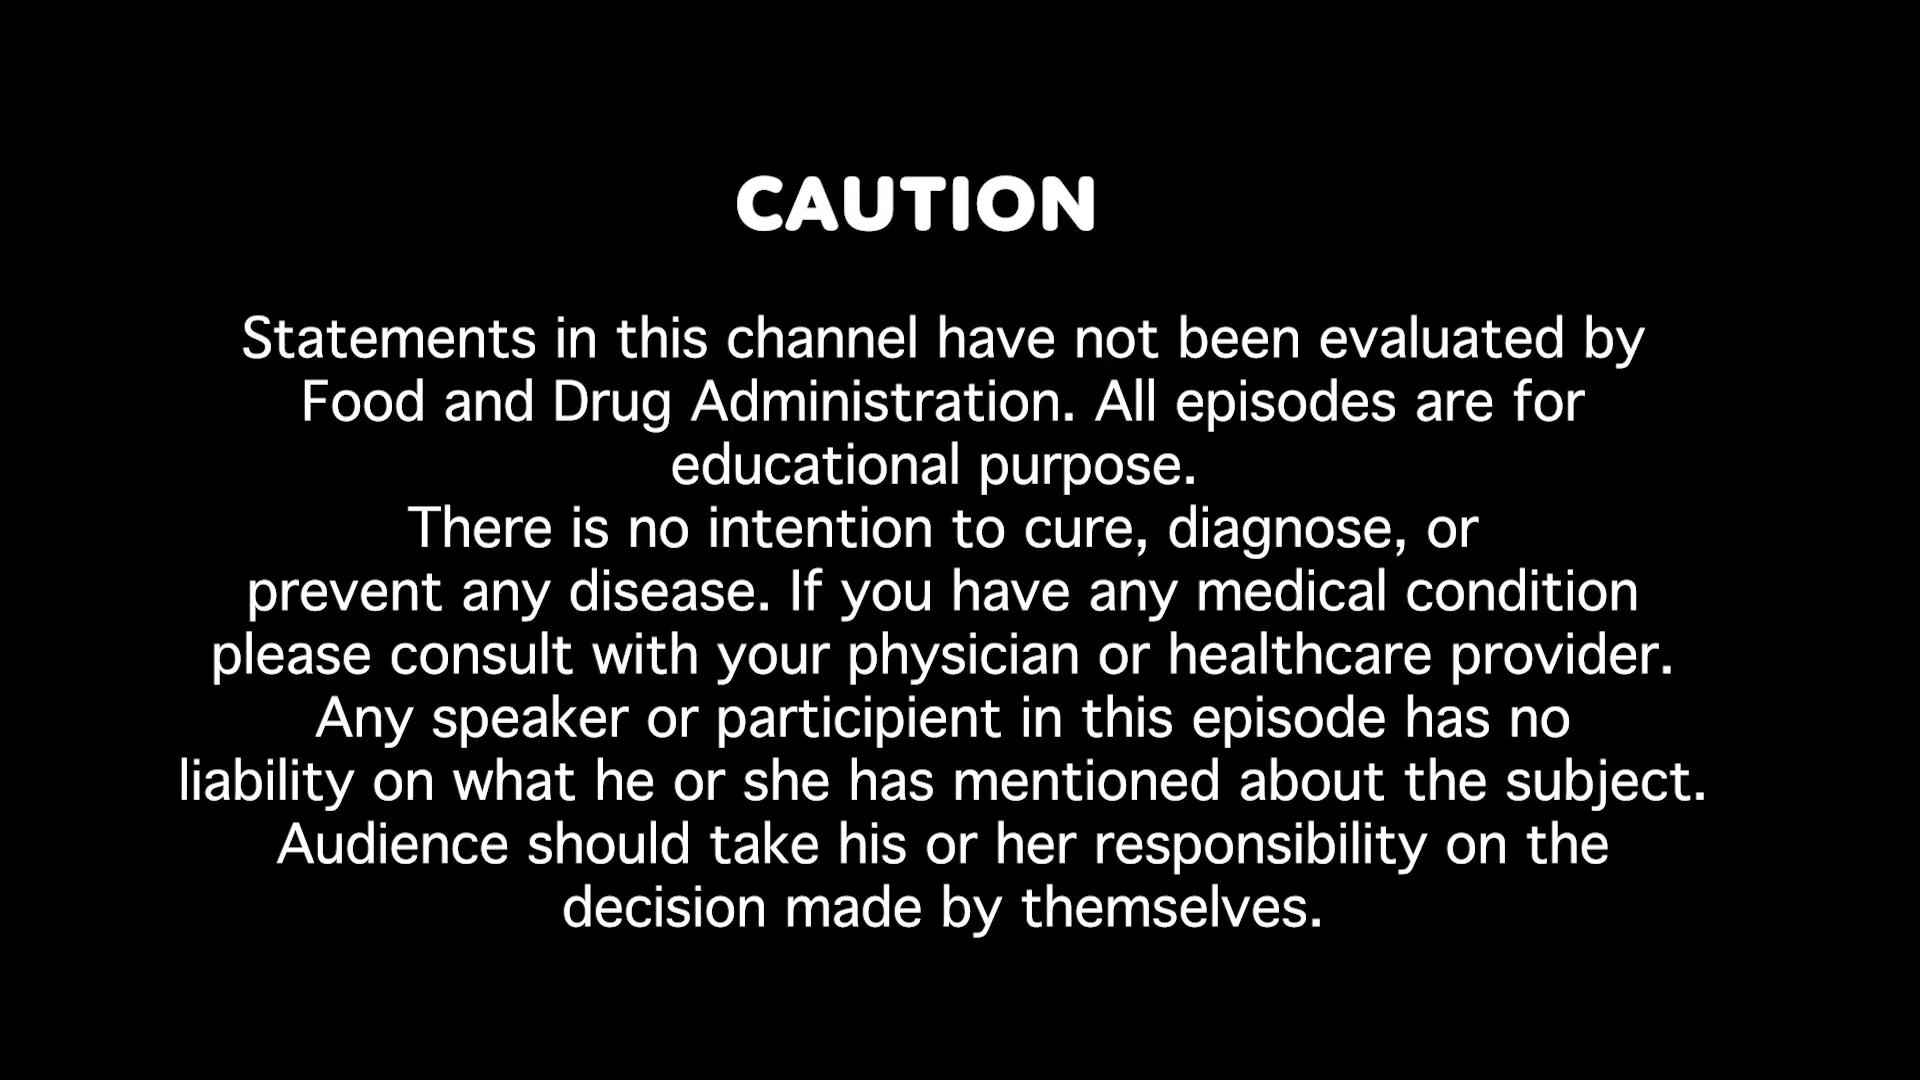 CAUTION
Statements in this channel have not been evaluated by
Food and Drug Administration. All episodes are for
educational purpose.
There is no intention to cure, diagnose, or
prevent any disease. If you have any medical condition
please consult with your physician or healthcare provider.
Any speaker or participient in this episode has no
liability on what he or she has mentioned about the subject.
Audience should take his or her responsibility on the
decision made by themselves.